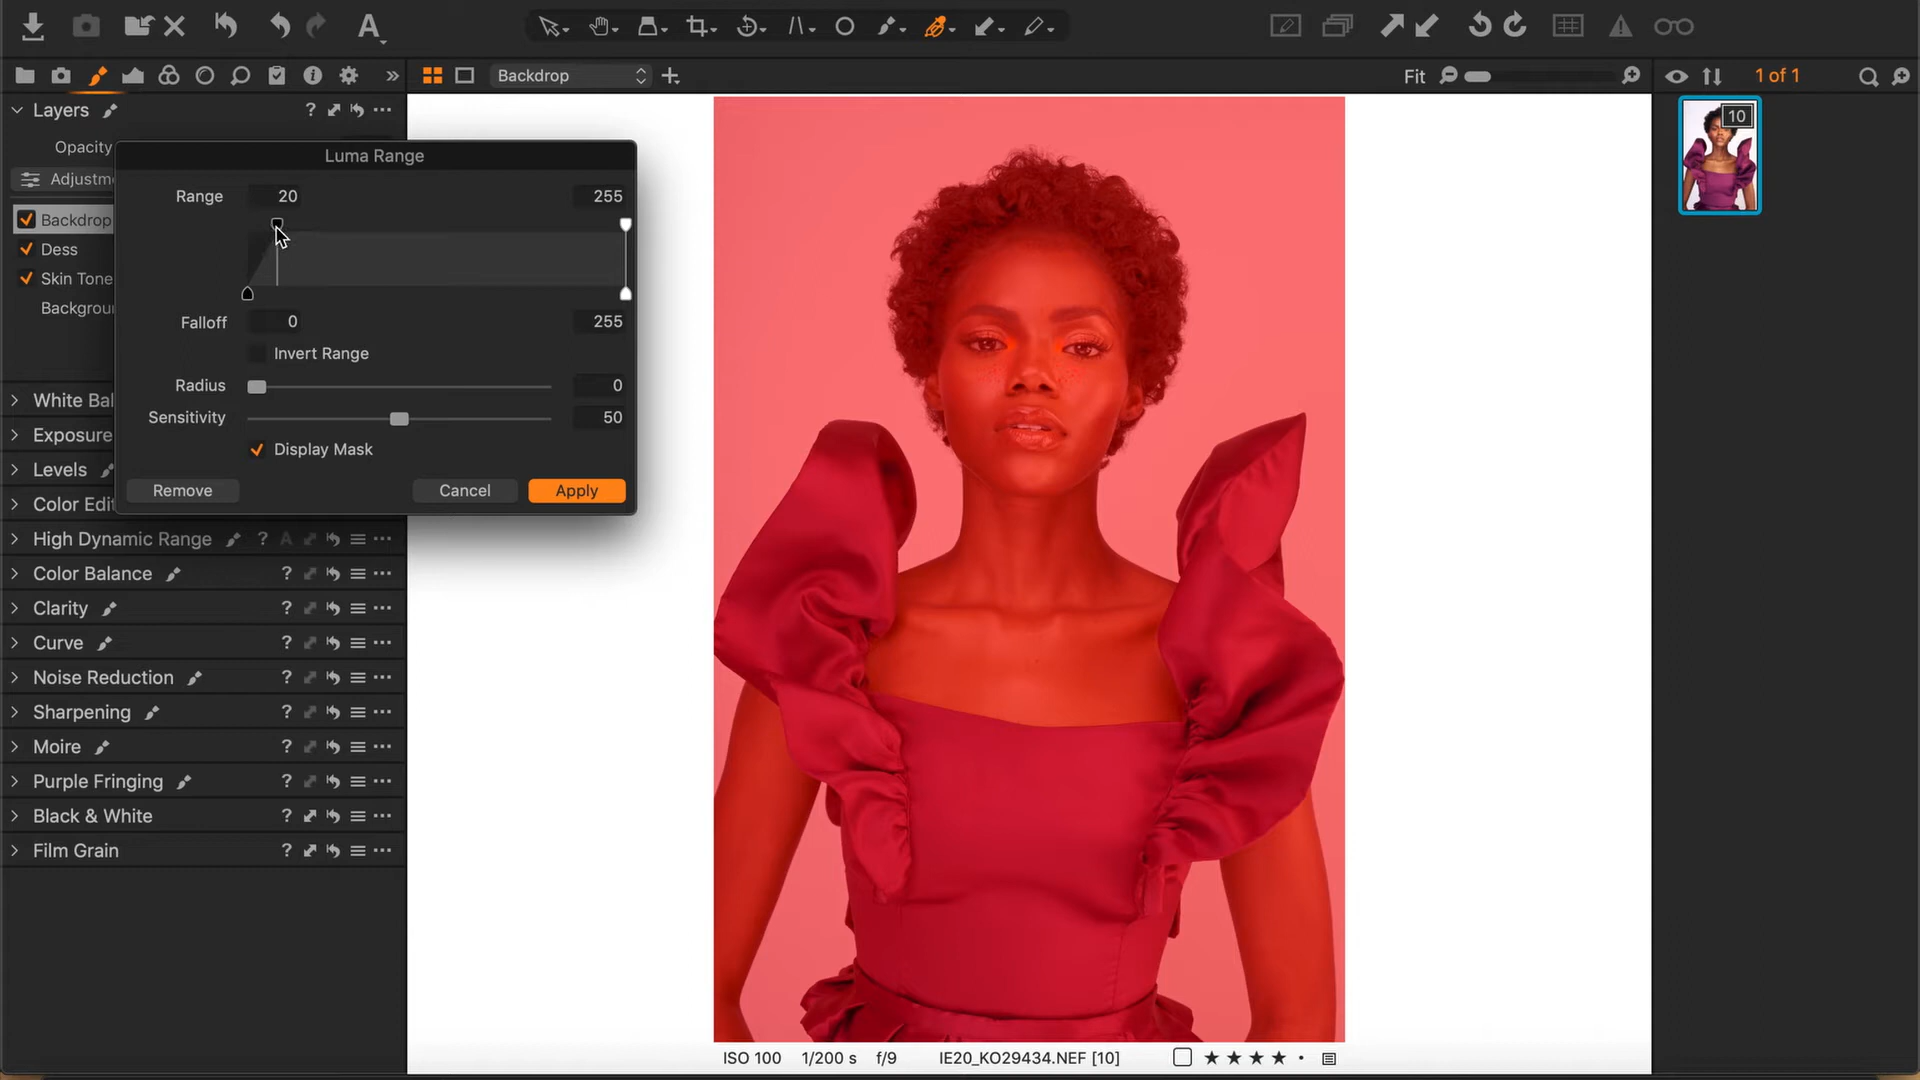 A
Backdrop
Fit
1 of 1
Layers
?
10
Opacity
Luma Range
Adjustm
Range 20 255
Backdrop
Dess
Skin Tone
Backgrou
Falloff 0 255
Invert Range
Radius 0
White Bal
Sensitivity 50
Exposure
Display Mask
Levels
Remove Cancel Apply
Color Edi
High Dynamic Range ? A
Color Balance ?
Clarity ?
Curve ?
Noise Reduction ?
Sharpening ?
Moire ?
Purple Fringing ?
Black & White ?
Film Grain ?
ISO 100 1/200 s f/9 IE20_KO29434.NEF [10]